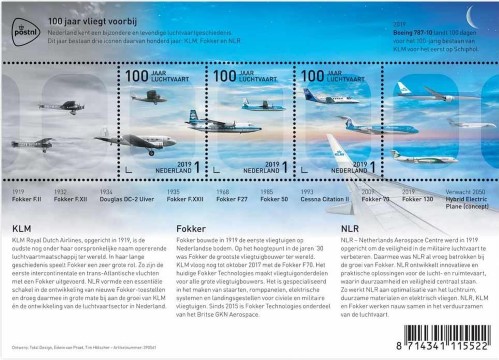 postnl
100 jaar vliegt voorbij
Nederland kent een bijzondere en levendige luchtvaartgeschiedenis.
Dit jaar bestaan drie iconen daarvan honderd jaar: KLM, Fokker en NLR
2019
Boeing 787-10 landt 100 dagen
voor het 100-jarig bestaan van
KLM voor het eerst op Schiphol
100 JAAR
LUCHTVAART
100 JAAR
LUCHTVAART
100 JAAR
LUCHTVAART
2019
NEDERLAND 1
2019
NEDERLAND 1
2019
NEDERLAND 1
1919
Fokker F.II
1932
Fokker F.XII
1934
Douglas DC-2 Uiver
1935
Fokker F.XXII
1968
Fokker F27
1985
Fokker 50
1993
Cessna Citation II
2009
Fokker 70
2109
Fokker 130
Verwacht 2050
Hybrid Electric
Plane (concept)
KLM
KLM Royal Dutch Airlines, opgericht in 1919, is de
oudste nog onder haar oorspronkelijke naam opererende
luchtvaartmaatschappij ter wereld. In haar lange
geschiedenis speelt Fokker een zeer grote rol. Zo zijn de
eerste intercontinentale en trans-Atlantische vluchten
met een Fokker uitgevoerd. NLR vormde een essentiële
schakel in de ontwikkeling van nieuwe Fokker-toestellen
en droeg daarmee in grote mate bij aan de groei van KLM
én de ontwikkeling van de luchtvaartsector in Nederland.
Fokker
Fokker bouwde in 1919 de eerste vliegtuigen op
Nederlandse bodem. Op het hoogtepunt in de jaren '30
was Fokker de grootste vliegtuigbouwer ter wereld.
KLM vloog nog tot oktober 2017 met de Fokker F70.
Het huidige Fokker Technologies maakt vliegtuigonderdelen
voor alle grote vliegtuigbouwers. Het is gespecialiseerd
in het maken van staarten, romppanelen, elektrische
systemen en landingsgestellen voor civiele en militaire
vliegtuigen. Sinds 2015 is Fokker Technologies onderdeel
van het Britse GKN Aerospace.
NLR
NLR – Netherlands Aerospace Centre werd in 1919
opgericht om de veiligheid in de militaire luchtvaart te
verbeteren. Daarmee was NLR al vroeg betrokken bij
de groei van Fokker. NLR ontwikkelt innovatieve en
praktische oplossingen voor de lucht- en ruimtevaart,
waarin duurzaamheid en veiligheid centraal staan.
Zo werkt NLR aan optimalisatie van het luchtruim,
duurzame materialen en elektrisch vliegen. NLR, KLM
en Fokker werken nauw samen in het verduurzamen
van de luchtvaart.
8 714341 115522